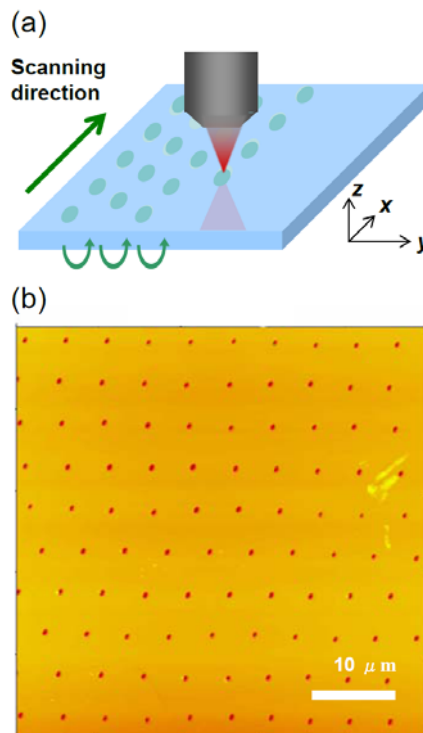 (a)
Scanning
direction
z
x
y
(b)
10 μm